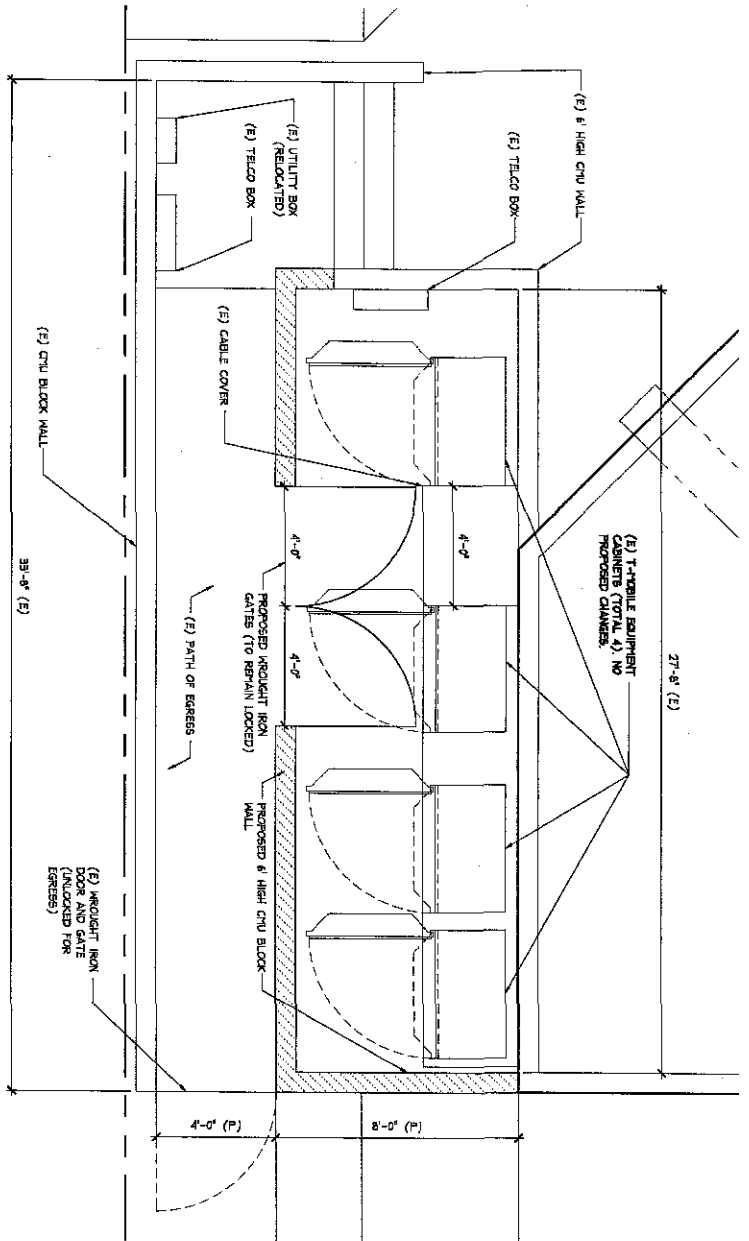 27'-8" (E)
(E) T-MOBILE EQUIPMENT
CABINETS (TOTAL 4). NO
PROPOSED CHANGES.
(E) 6' HIGH CMU WALL
(E) TELCO BOX
4'-0"
(E) UTILITY BOX
(RELOCATED)
(E) TELCO BOX
(E) CABLE COVER
4'-0"
4'-0"
PROPOSED WROUGHT IRON
GATES (TO REMAIN LOCKED)
PROPOSED 6' HIGH CMU BLOCK
WALL
8'-0" (P)
4'-0" (P)
(E) PATH OF EGRESS
(E) WROUGHT IRON
DOOR AND GATE
(UNLOCKED FOR
EGRESS)
(E) CMU BLOCK WALL
33'-8" (E)